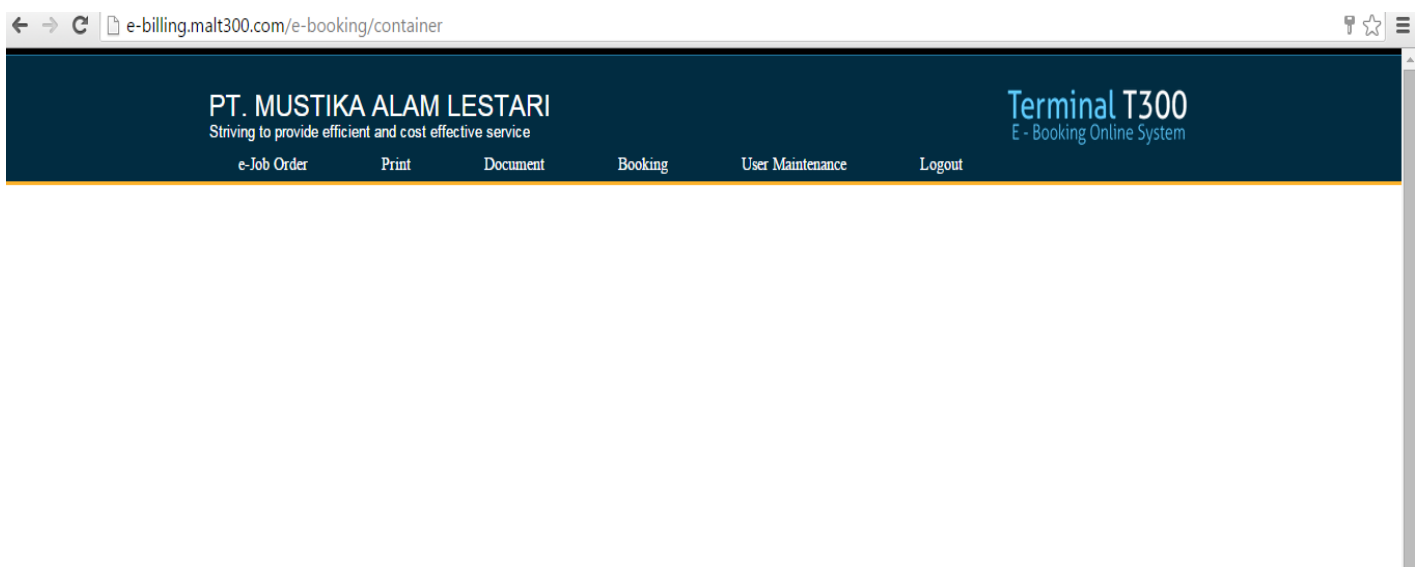 e-billing.malt300.com/e-booking/container
PT. MUSTIKA ALAM LESTARI
Striving to provide efficient and cost effective service
Terminal T300
E - Booking Online System
e-Job Order Print Document Booking User Maintenance Logout